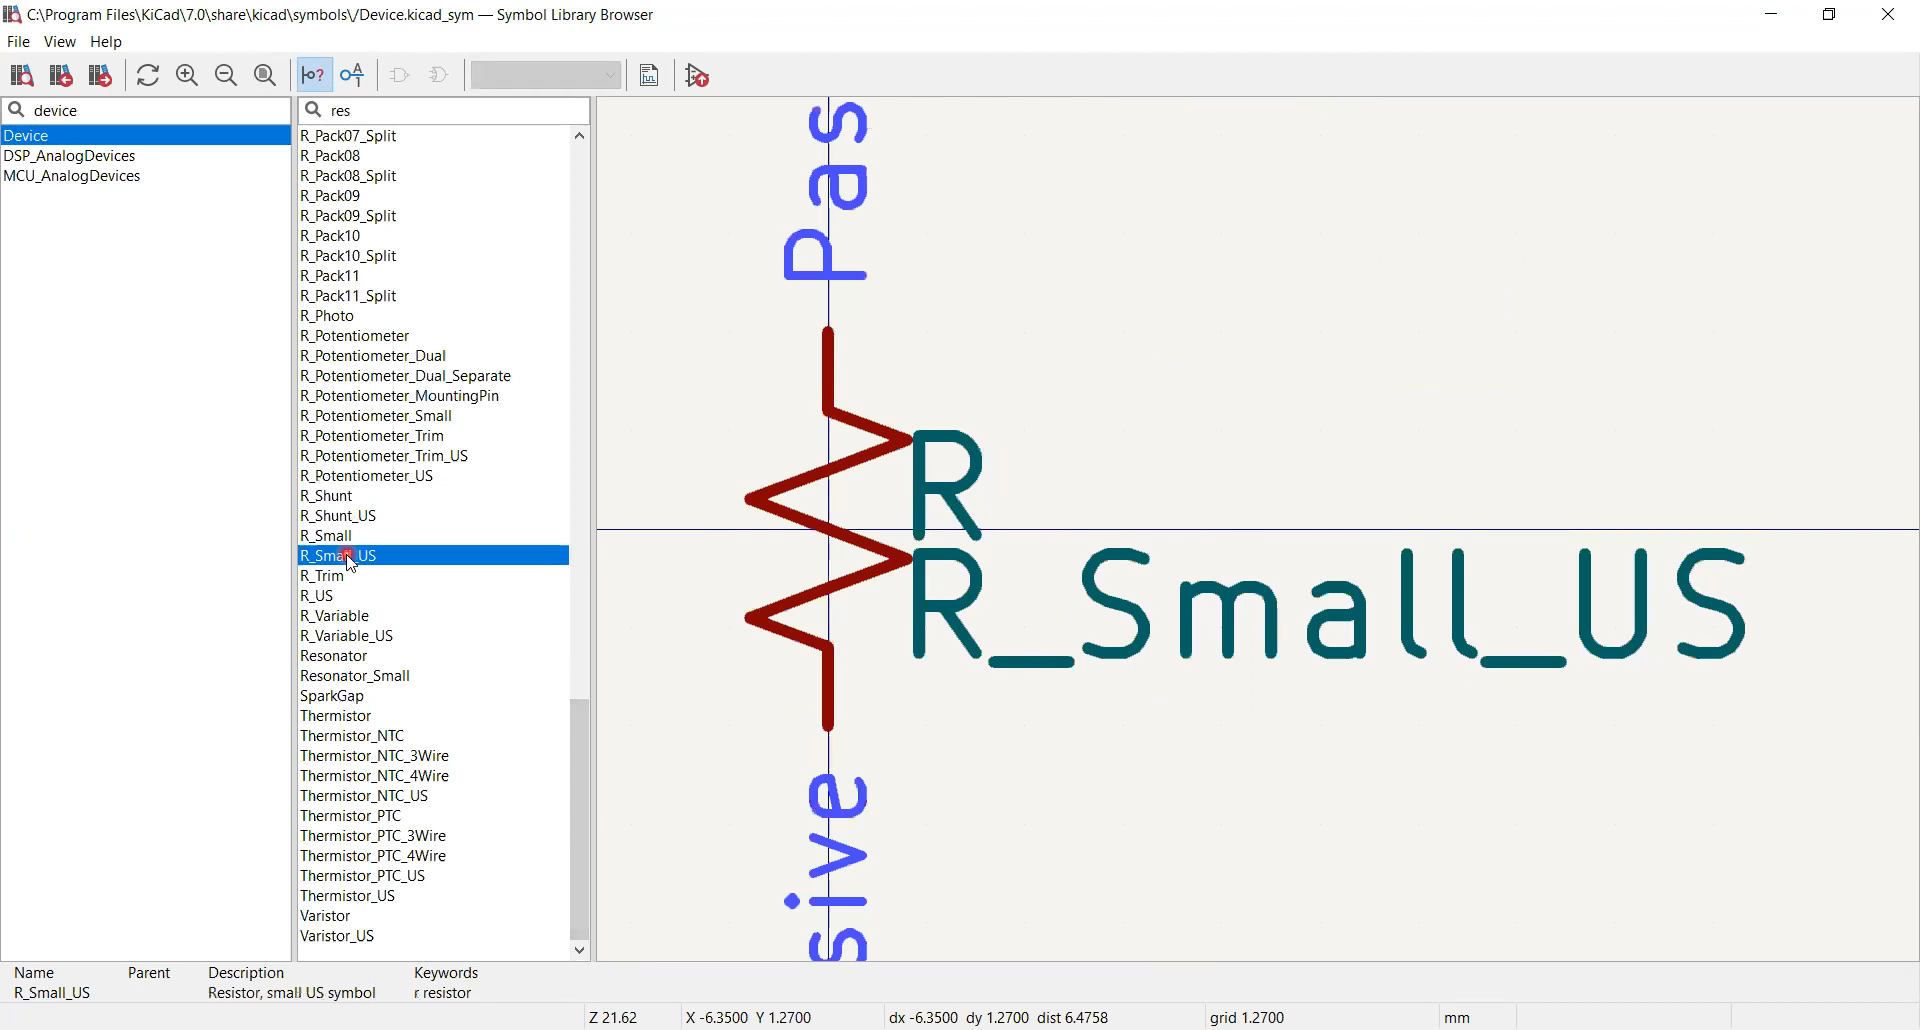 C:\Program Files\KiCad\7.0\share\kicad\symbols\/Device.kicad_sym — Symbol Library Browser
File View Help
device
Device
DSP_AnalogDevices
MCU_AnalogDevices
res
R_Pack07_Split
R_Pack08
R_Pack08_Split
R_Pack09
R_Pack09_Split
R_Pack10
R_Pack10_Split
R_Pack11
R_Pack11_Split
R_Photo
R_Potentiometer
R_Potentiometer_Dual
R_Potentiometer_Dual_Separate
R_Potentiometer_MountingPin
R_Potentiometer_Small
R_Potentiometer_Trim
R_Potentiometer_Trim_US
R_Potentiometer_US
R_Shunt
R_Shunt_US
R_Small
R_Small_US
R_Trim
R_US
R_Variable
R_Variable_US
Resonator
Resonator_Small
SparkGap
Thermistor
Thermistor_NTC
Thermistor_NTC_3Wire
Thermistor_NTC_4Wire
Thermistor_NTC_US
Thermistor_PTC
Thermistor_PTC_3Wire
Thermistor_PTC_4Wire
Thermistor_PTC_US
Thermistor_US
Varistor
Varistor_US
Pas
R
R_Small_US
sive
Name Parent Description Keywords
R_Small_US Resistor, small US symbol r resistor
Z 21.62 X -6.3500 Y 1.2700 dx -6.3500 dy 1.2700 dist 6.4758 grid 1.2700 mm